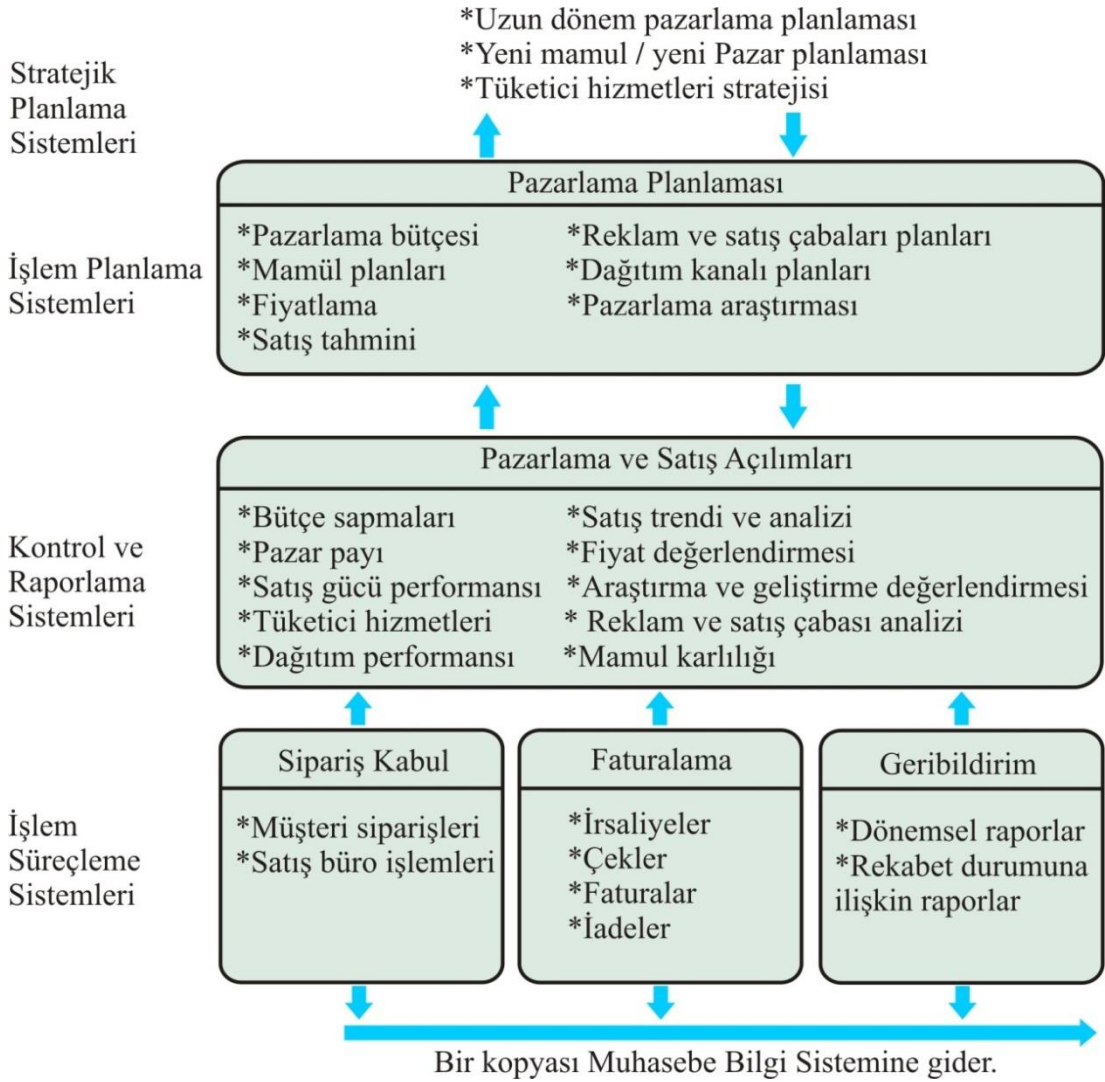 *Uzun dönem pazarlama planlaması
*Yeni mamul / yeni Pazar planlaması
*Tüketici hizmetleri stratejisi
Stratejik
Planlama
Sistemleri
Pazarlama Planlaması
İşlem Planlama
Sistemleri
*Pazarlama bütçesi
*Mamül planları
*Fiyatlama
*Satış tahmini
*Reklam ve satış çabaları planları
*Dağıtım kanalı planları
*Pazarlama araştırması
Pazarlama ve Satış Açılımları
Kontrol ve
Raporlama
Sistemleri
*Bütçe sapmaları
*Pazar payı
*Satış gücü performansı
*Tüketici hizmetleri
*Dağıtım performansı
*Satış trendi ve analizi
*Fiyat değerlendirmesi
*Araştırma ve geliştirme değerlendirmesi
* Reklam ve satış çabası analizi
*Mamul karlılığı
İşlem
Süreçleme
Sistemleri
Sipariş Kabul
*Müşteri siparişleri
*Satış büro işlemleri
Faturalama
*İrsaliyeler
*Çekler
*Faturalar
*İadeler
Geribildirim
*Dönemsel raporlar
*Rekabet durumuna
ilişkin raporlar
Bir kopyası Muhasebe Bilgi Sistemine gider.